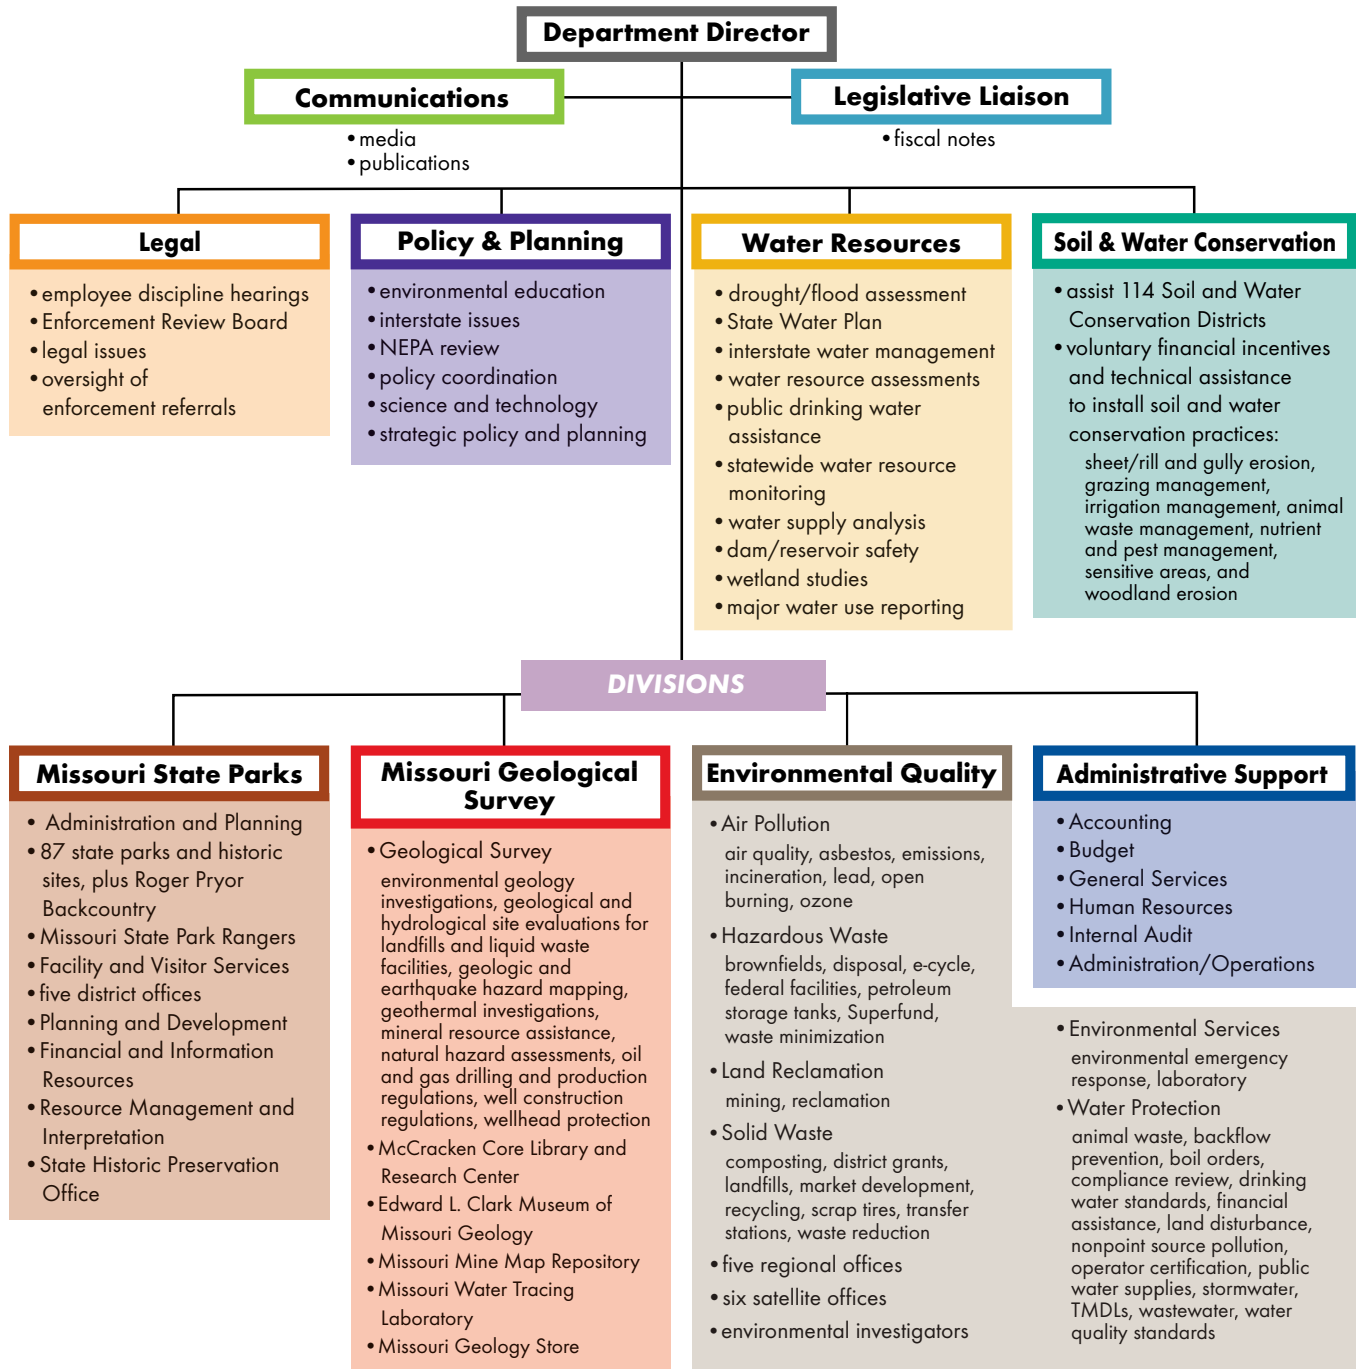 Department Director
Communications
• media
• publications
Legislative Liaison
• fiscal notes
Legal
• employee discipline hearings
• Enforcement Review Board
• legal issues
• oversight of
enforcement referrals
Policy & Planning
• environmental education
• interstate issues
• NEPA review
• policy coordination
• science and technology
• strategic policy and planning
Water Resources
• drought/flood assessment
• State Water Plan
• interstate water management
• water resource assessments
• public drinking water
assistance
• statewide water resource
monitoring
• water supply analysis
• dam/reservoir safety
• wetland studies
• major water use reporting
Soil & Water Conservation
• assist 114 Soil and Water
Conservation Districts
• voluntary financial incentives
and technical assistance
to install soil and water
conservation practices:
sheet/rill and gully erosion,
grazing management,
irrigation management, animal
waste management, nutrient
and pest management,
sensitive areas, and
woodland erosion
DIVISIONS
Missouri State Parks
• Administration and Planning
• 87 state parks and historic
sites, plus Roger Pryor
Backcountry
• Missouri State Park Rangers
• Facility and Visitor Services
• five district offices
• Planning and Development
• Financial and Information
Resources
• Resource Management and
Interpretation
• State Historic Preservation
Office
Missouri Geological
Survey
• Geological Survey
environmental geology
investigations, geological and
hydrological site evaluations for
landfills and liquid waste
facilities, geologic and
earthquake hazard mapping,
geothermal investigations,
mineral resource assistance,
natural hazard assessments, oil
and gas drilling and production
regulations, well construction
regulations, wellhead protection
• McCracken Core Library and
Research Center
• Edward L. Clark Museum of
Missouri Geology
• Missouri Mine Map Repository
• Missouri Water Tracing
Laboratory
• Missouri Geology Store
Environmental Quality
• Air Pollution
air quality, asbestos, emissions,
incineration, lead, open
burning, ozone
• Hazardous Waste
brownfields, disposal, e-cycle,
federal facilities, petroleum
storage tanks, Superfund,
waste minimization
• Land Reclamation
mining, reclamation
• Solid Waste
composting, district grants,
landfills, market development,
recycling, scrap tires, transfer
stations, waste reduction
• five regional offices
• six satellite offices
• environmental investigators
Administrative Support
• Accounting
• Budget
• General Services
• Human Resources
• Internal Audit
• Administration/Operations
• Environmental Services
environmental emergency
response, laboratory
• Water Protection
animal waste, backflow
prevention, boil orders,
compliance review, drinking
water standards, financial
assistance, land disturbance,
nonpoint source pollution,
operator certification, public
water supplies, stormwater,
TMDLs, wastewater, water
quality standards